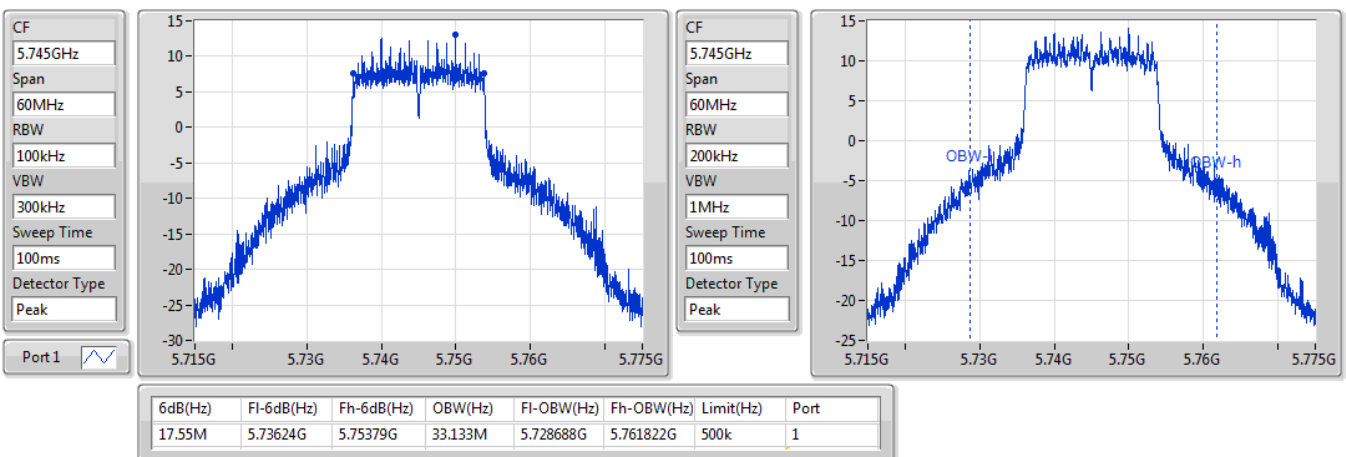 CF
5.745GHz
Span
60MHz
RBW
100kHz
VBW
300kHz
Sweep Time
100ms
Detector Type
Peak
Port 1
15
10
5
0
-5
-10
-15
-20
-25
-30
5.715G 5.73G 5.74G 5.75G 5.76G 5.775G
CF
5.745GHz
Span
60MHz
RBW
200kHz
VBW
1MHz
Sweep Time
100ms
Detector Type
Peak
15
10
5
0
-5
-10
-15
-20
-25
OBW-l OBW-h
5.715G 5.73G 5.74G 5.75G 5.76G 5.775G
6dB(Hz) Fl-6dB(Hz) Fh-6dB(Hz) OBW(Hz) Fl-OBW(Hz) Fh-OBW(Hz) Limit(Hz) Port
17.55M 5.73624G 5.75379G 33.133M 5.728688G 5.761822G 500k 1